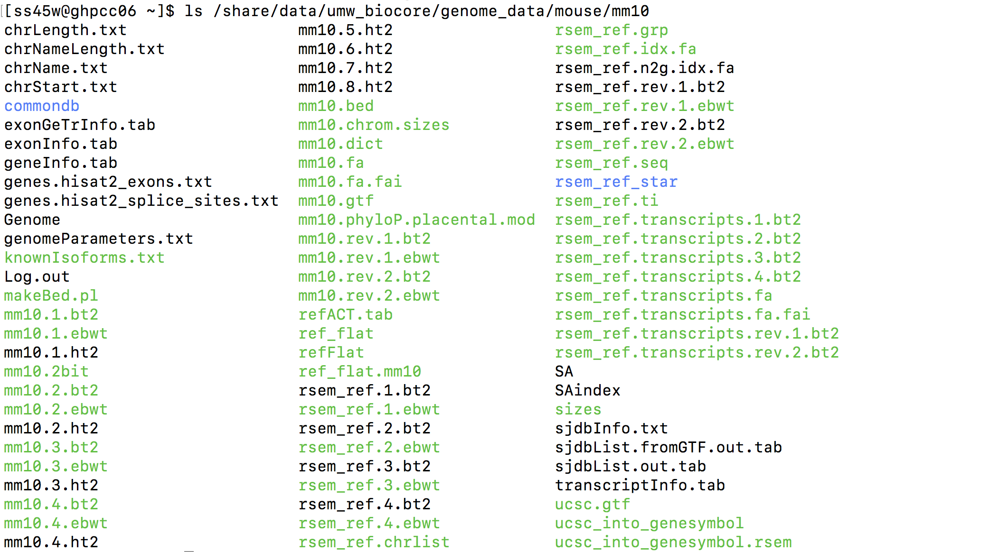 [ss45w@ghpcc06 ~]$ ls /share/data/umw_biocore/genome_data/mouse/mm10
chrLength.txt mm10.5.ht2 rsem_ref.grp
chrNameLength.txt mm10.6.ht2 rsem_ref.idx.fa
chrName.txt mm10.7.ht2 rsem_ref.n2g.idx.fa
chrStart.txt mm10.8.ht2 rsem_ref.rev.1.bt2
commondb mm10.bed rsem_ref.rev.1.ebwt
exonGeTrInfo.tab mm10.chrom.sizes rsem_ref.rev.2.bt2
exonInfo.tab mm10.dict rsem_ref.rev.2.ebwt
geneInfo.tab mm10.fa rsem_ref.seq
genes.hisat2_exons.txt mm10.fa.fai rsem_ref_star
genes.hisat2_splice_sites.txt mm10.gtf rsem_ref.ti
Genome mm10.phyloP.placental.mod rsem_ref.transcripts.1.bt2
genomeParameters.txt mm10.rev.1.bt2 rsem_ref.transcripts.2.bt2
knownIsoforms.txt mm10.rev.1.ebwt rsem_ref.transcripts.3.bt2
Log.out mm10.rev.2.bt2 rsem_ref.transcripts.4.bt2
makeBed.pl mm10.rev.2.ebwt rsem_ref.transcripts.fa
mm10.1.bt2 refACT.tab rsem_ref.transcripts.fa.fai
mm10.1.ebwt ref_flat rsem_ref.transcripts.rev.1.bt2
mm10.1.ht2 refFlat rsem_ref.transcripts.rev.2.bt2
mm10.2bit ref_flat.mm10 SA
mm10.2.bt2 rsem_ref.1.bt2 SAindex
mm10.2.ebwt rsem_ref.1.ebwt sizes
mm10.2.ht2 rsem_ref.2.bt2 sjdbInfo.txt
mm10.3.bt2 rsem_ref.2.ebwt sjdbList.fromGTF.out.tab
mm10.3.ebwt rsem_ref.3.bt2 sjdbList.out.tab
mm10.3.ht2 rsem_ref.3.ebwt transcriptInfo.tab
mm10.4.bt2 rsem_ref.4.bt2 ucsc.gtf
mm10.4.ebwt rsem_ref.4.ebwt ucsc_into_genesymbol
mm10.4.ht2 rsem_ref.chrlist ucsc_into_genesymbol.rsem